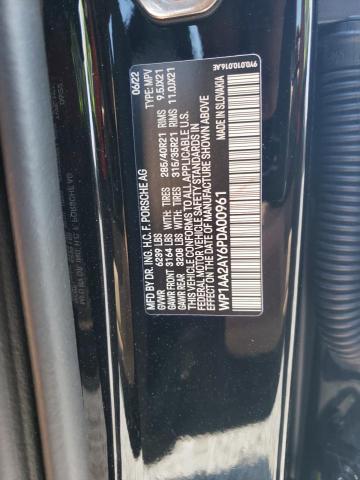 MFD BY DR. ING. H.C. F. PORSCHE AG 06/22
GVWR 6239 LBS TYPE: MPV
GAWR FRONT 3164 LBS WITH TIRES 285/40R21 RIMS 9.5JX21
GAWR REAR 3208 LBS WITH TIRES 315/35R21 RIMS 11.0JX21
THIS VEHICLE CONFORMS TO ALL APPLICABLE
FEDERAL MOTOR VEHICLE SAFETY STANDARDS IN
EFFECT ON THE DATE OF MANUFACTURE SHOWN ABOVE
WP1AA2AY6PDA00961 MADE IN SLOVAKIA
9Y0.010.016.AE